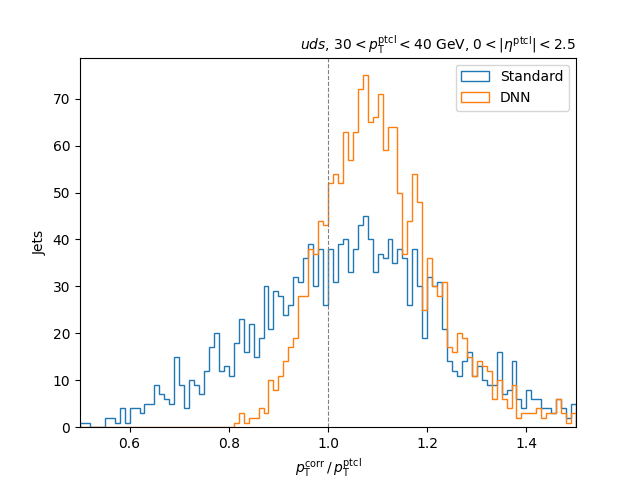 uds, 30 < p_T^ptcl < 40 GeV, 0 < |η^ptcl| < 2.5
Standard
DNN
Jets
70
60
50
40
30
20
10
0
0.6 0.8 1.0 1.2 1.4
p_T^corr / p_T^ptcl